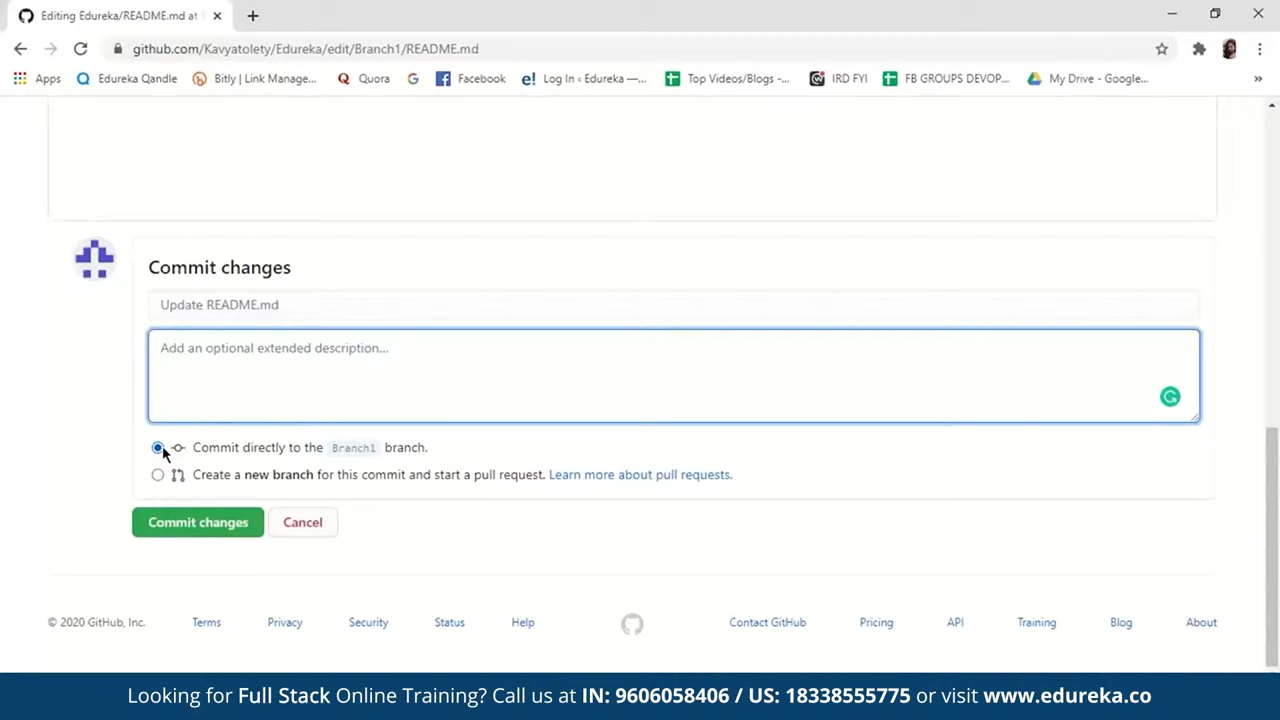 Editing Edureka/README.md at
github.com/Kavyatolety/Edureka/edit/Branch1/README.md
Apps
Edureka Qandle
Bitly | Link Manage...
Quora
Facebook
Log In ‹ Edureka —...
Top Videos/Blogs -...
IRD FYI
FB GROUPS DEVOP...
My Drive - Google...
Commit changes
Update README.md
Add an optional extended description...
Commit directly to the Branch1 branch.
Create a new branch for this commit and start a pull request. Learn more about pull requests.
Commit changes
Cancel
© 2020 GitHub, Inc.
Terms
Privacy
Security
Status
Help
Contact GitHub
Pricing
API
Training
Blog
About
Looking for Full Stack Online Training? Call us at IN: 9606058406 / US: 18338555775 or visit www.edureka.co